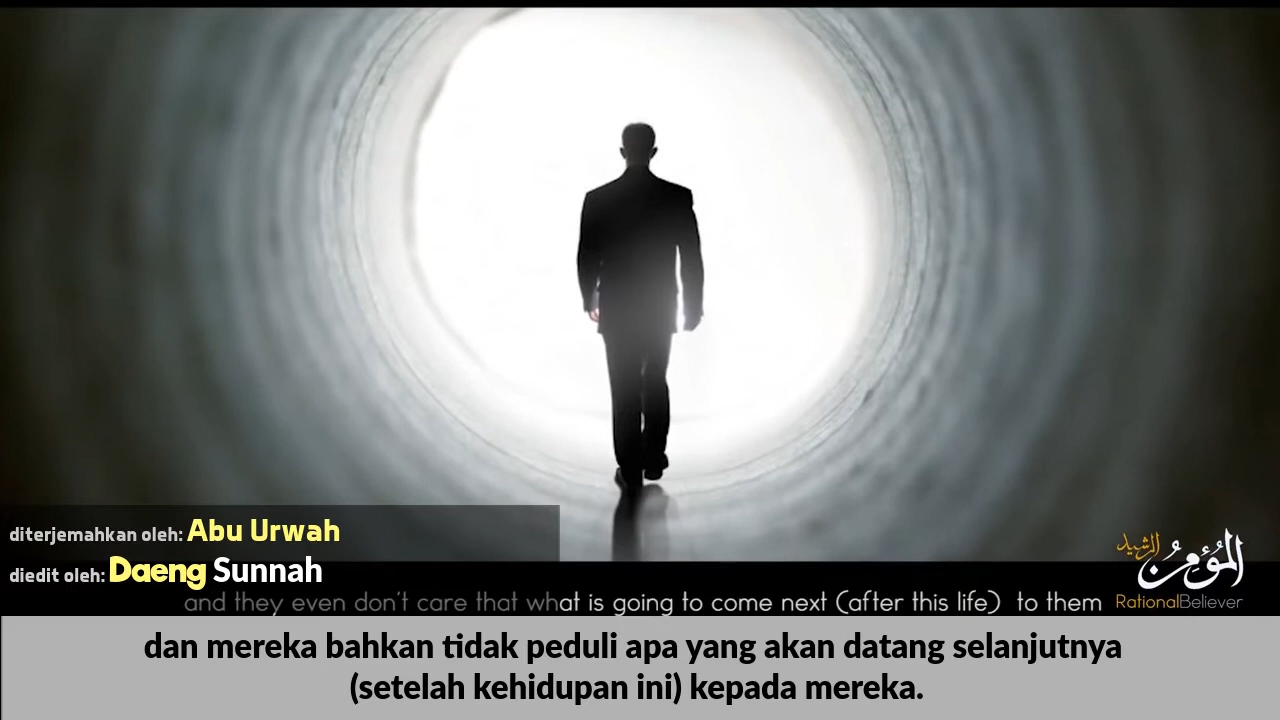 diterjemahkan oleh: Abu Urwah
diedit oleh: Daeng Sunnah
and they even don't care that what is going to come next (after this life) to them
المؤمن الرشيد
RationalBeliever
dan mereka bahkan tidak peduli apa yang akan datang selanjutnya
(setelah kehidupan ini) kepada mereka.